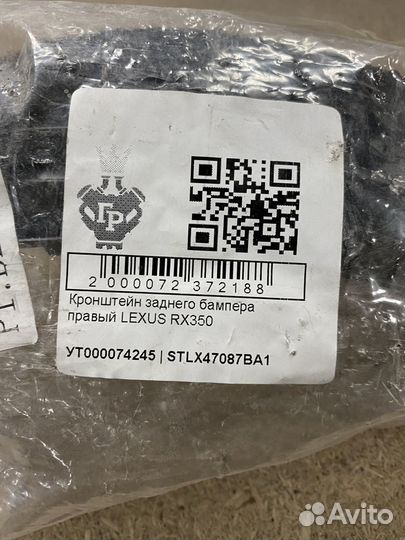 ГР
2 000072 372188
Кронштейн заднего бампера
правый LEXUS RX350
УТ000074245 | STLX47087BA1
Avito